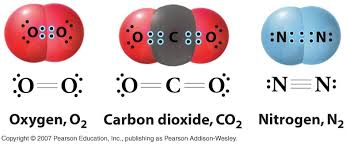 :O::C::O: :N:::N:
O=O O=C=O N≡N
Oxygen, O₂ Carbon dioxide, CO₂ Nitrogen, N₂
Copyright © 2007 Pearson Education, Inc., publishing as Pearson Addison-Wesley.